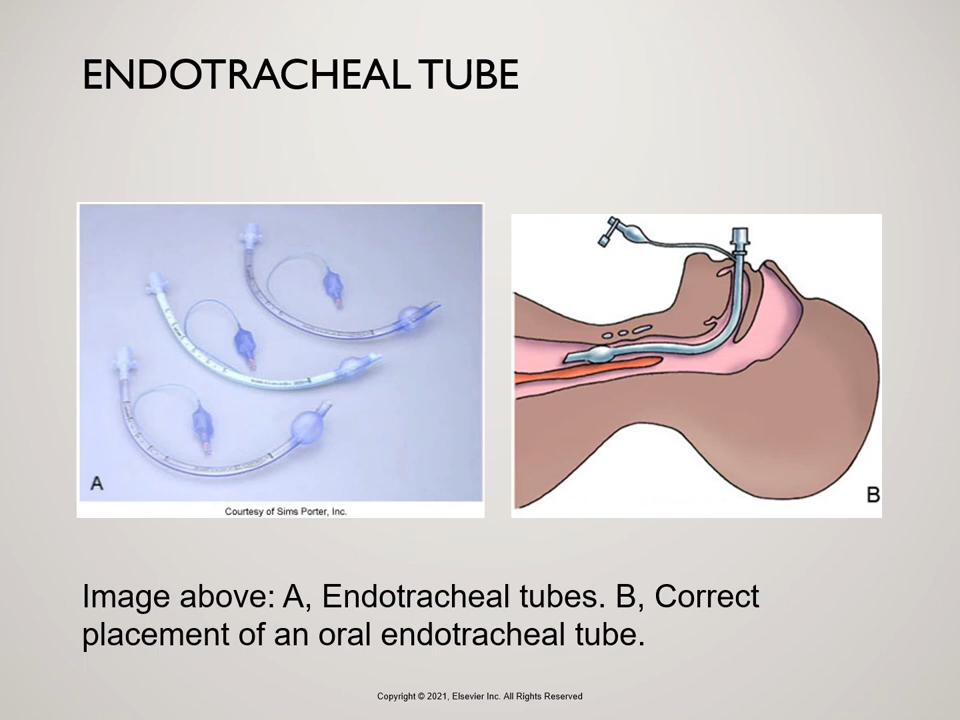 ENDOTRACHEAL TUBE
A
B
Courtesy of Sims Porter, Inc.
Image above: A, Endotracheal tubes. B, Correct
placement of an oral endotracheal tube.
Copyright © 2021, Elsevier Inc. All Rights Reserved